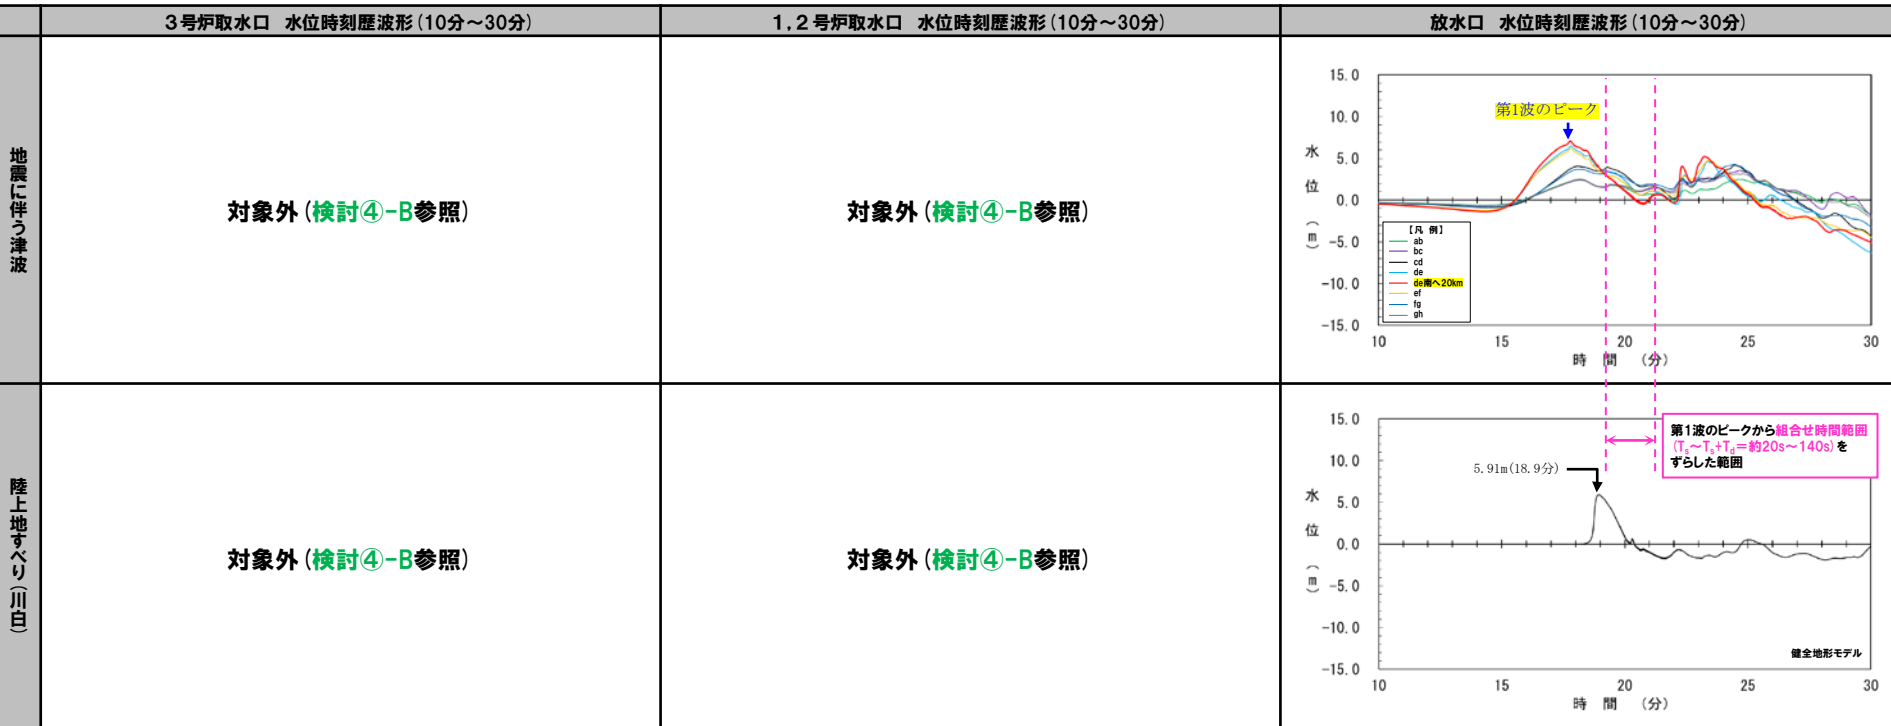 3号炉取水口 水位時刻歴波形(10分～30分)
1,2号炉取水口 水位時刻歴波形(10分～30分)
放水口 水位時刻歴波形(10分～30分)
地震に伴う津波
対象外(検討④-B参照)
対象外(検討④-B参照)
15.0
10.0
5.0
0.0
-5.0
-10.0
-15.0
水位(m)
第1波のピーク
【凡 例】
ab
bc
cd
de
de南へ20km
ef
fg
gh
10
15
20
25
30
時 間 (分)
陸上地すべり(川白)
対象外(検討④-B参照)
対象外(検討④-B参照)
15.0
10.0
5.0
0.0
-5.0
-10.0
-15.0
水位(m)
第1波のピークから組合せ時間範囲
(Ts～Ts+Td=約20s～140s)を
ずらした範囲
5.91m(18.9分)
健全地形モデル
10
15
20
25
30
時 間 (分)